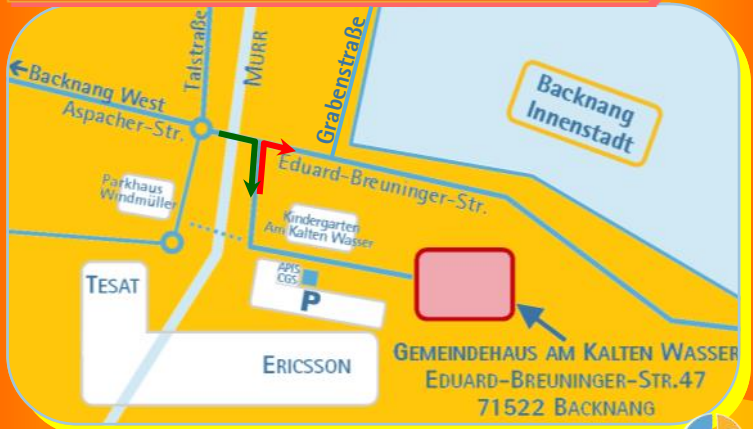 Talstraße
MURR
Grabenstraße
←Backnang West
Aspacher-Str.
Backnang
Innenstadt
Eduard-Breuninger-Str.
Parkhaus
Windmüller
Kindergarten
Am Kalten Wasser
APIS
CGS
P
TESAT
ERICSSON
GEMEINDEHAUS AM KALTEN WASSER
EDUARD-BREUNINGER-STR.47
71522 BACKNANG